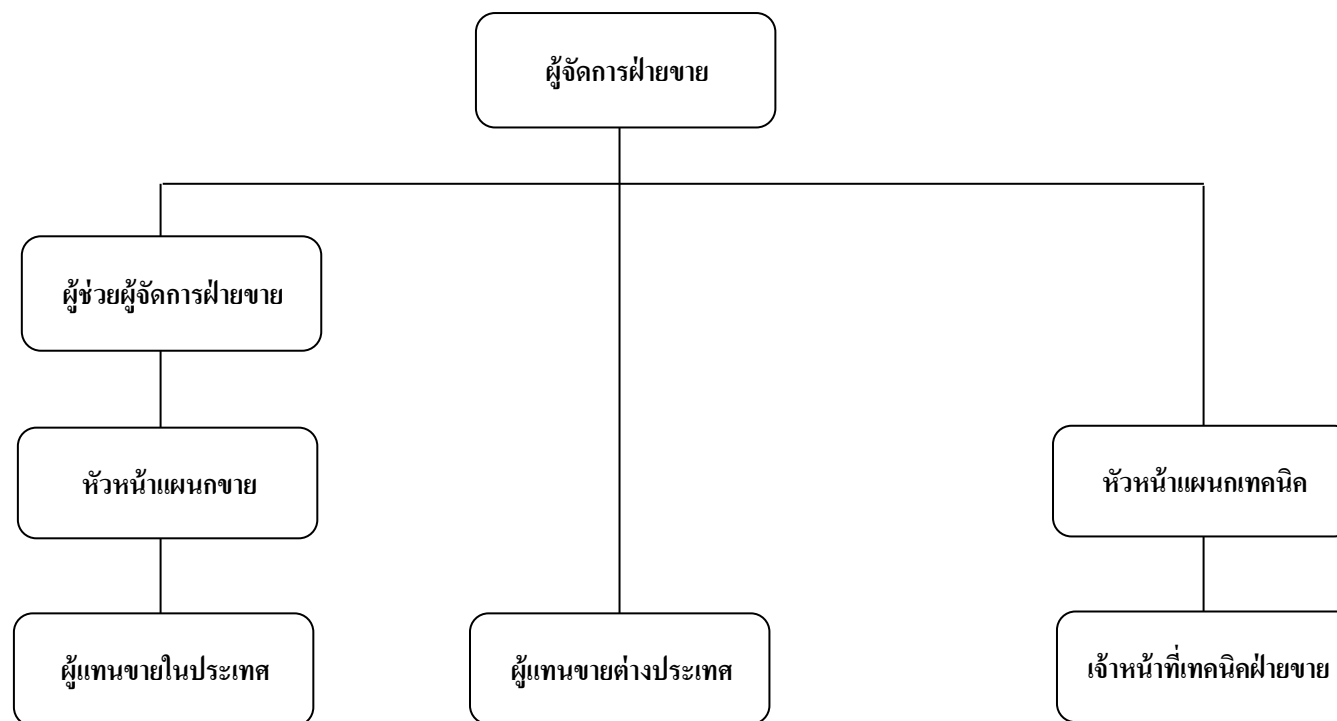 ผู้จัดการฝ่ายขาย
ผู้ช่วยผู้จัดการฝ่ายขาย
หัวหน้าแผนกขาย
หัวหน้าแผนกเทคนิค
ผู้แทนขายในประเทศ
ผู้แทนขายต่างประเทศ
เจ้าหน้าที่เทคนิคฝ่ายขาย